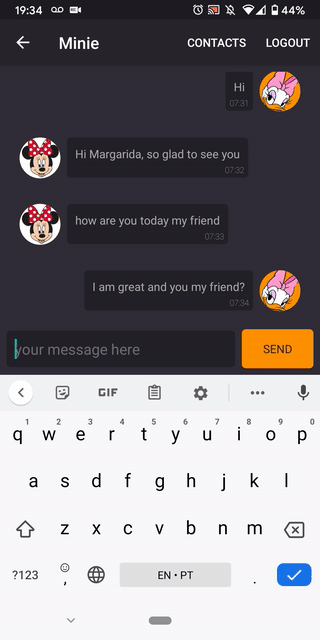 19:34 44%
Minie CONTACTS LOGOUT
Hi
07:31
Hi Margarida, so glad to see you
07:32
how are you today my friend
07:33
I am great and you my friend?
07:34
your message here SEND
GIF
1 2 3 4 5 6 7 8 9 0
q w e r t y u i o p
a s d f g h j k l
z x c v b n m
?123 , EN • PT .